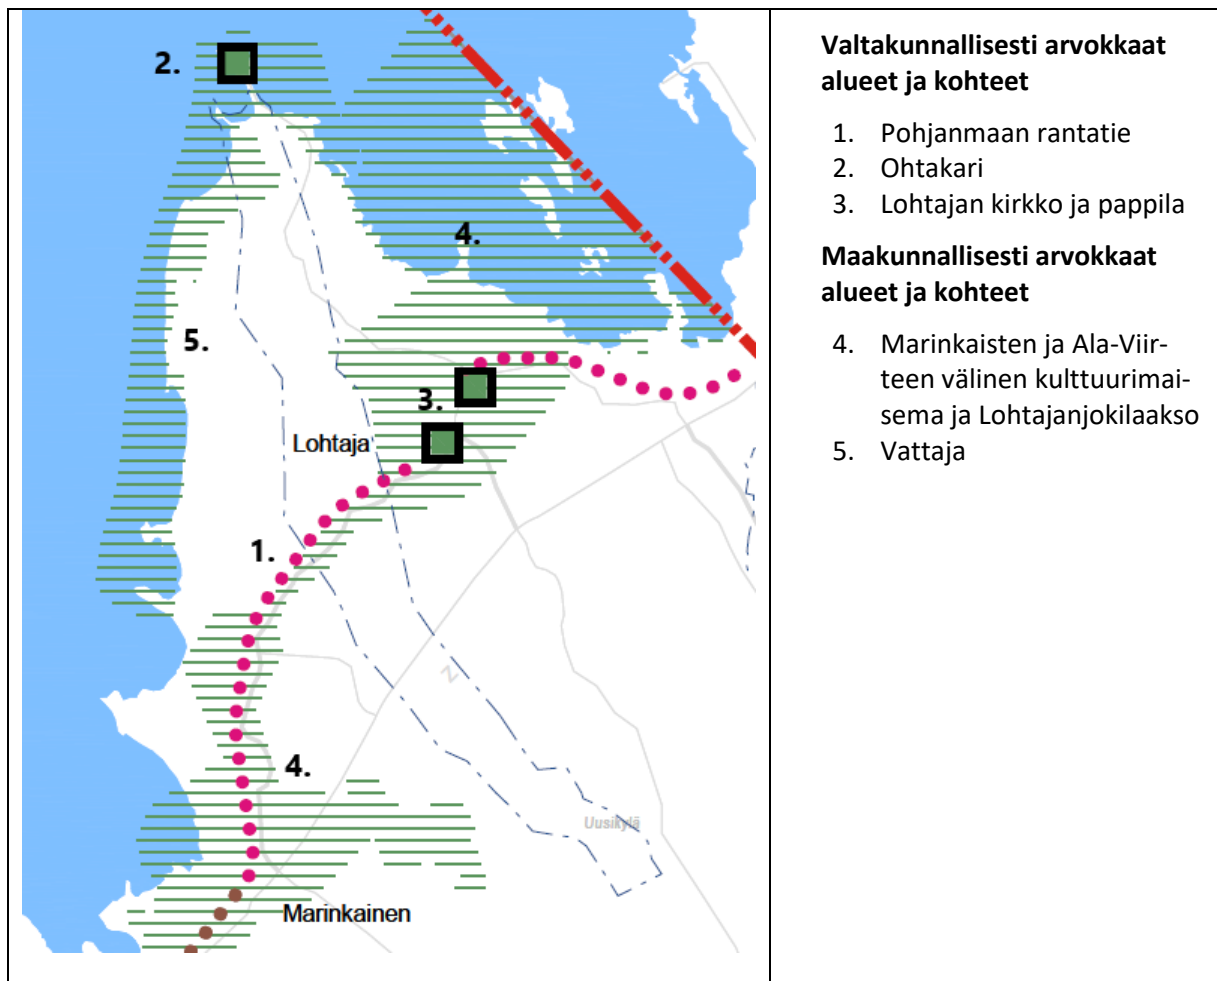 2.
4.
5.
3.
Lohtaja
1.
4.
Uusikylä
Marinkainen
Valtakunnallisesti arvokkaat
alueet ja kohteet
1. Pohjanmaan rantatie
2. Ohtakari
3. Lohtajan kirkko ja pappila
Maakunnallisesti arvokkaat
alueet ja kohteet
4. Marinkaisten ja Ala-Viir-
teen välinen kulttuurimai-
sema ja Lohtajanjokilaakso
5. Vattaja